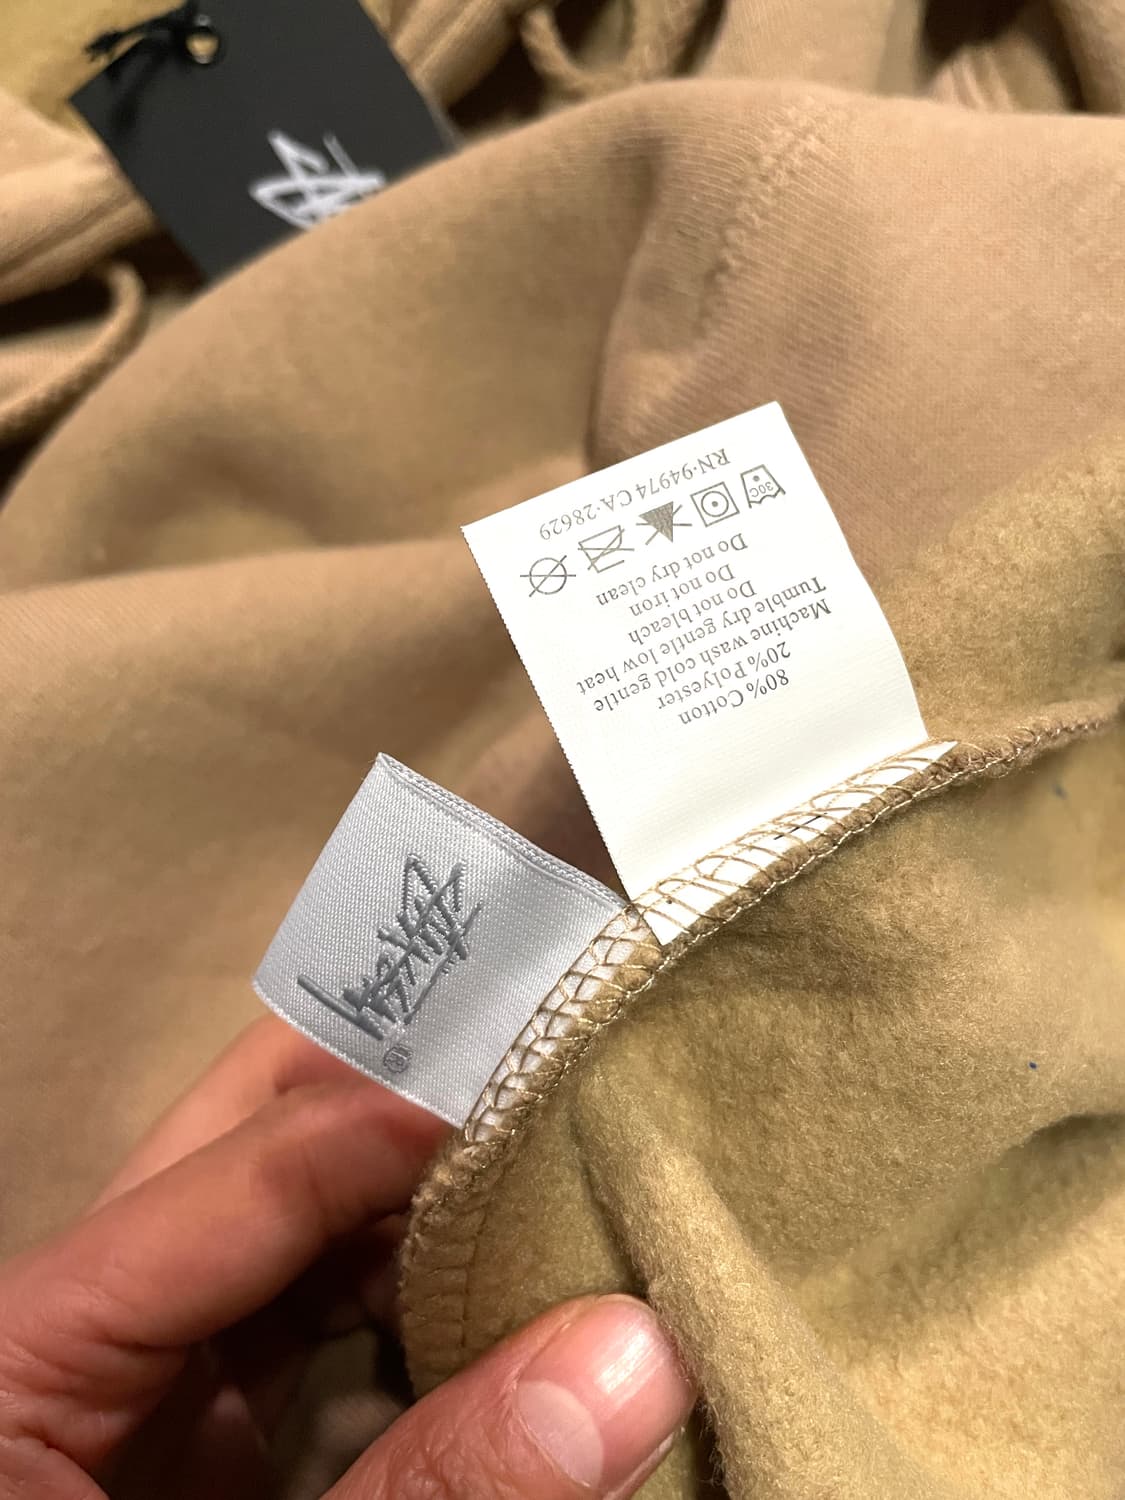 80% Cotton
20% Polyester
Machine wash cold gentle
Tumble dry gentle low heat
Do not bleach
Do not iron
Do not dry clean
30C
RN·94974 CA·28629
®